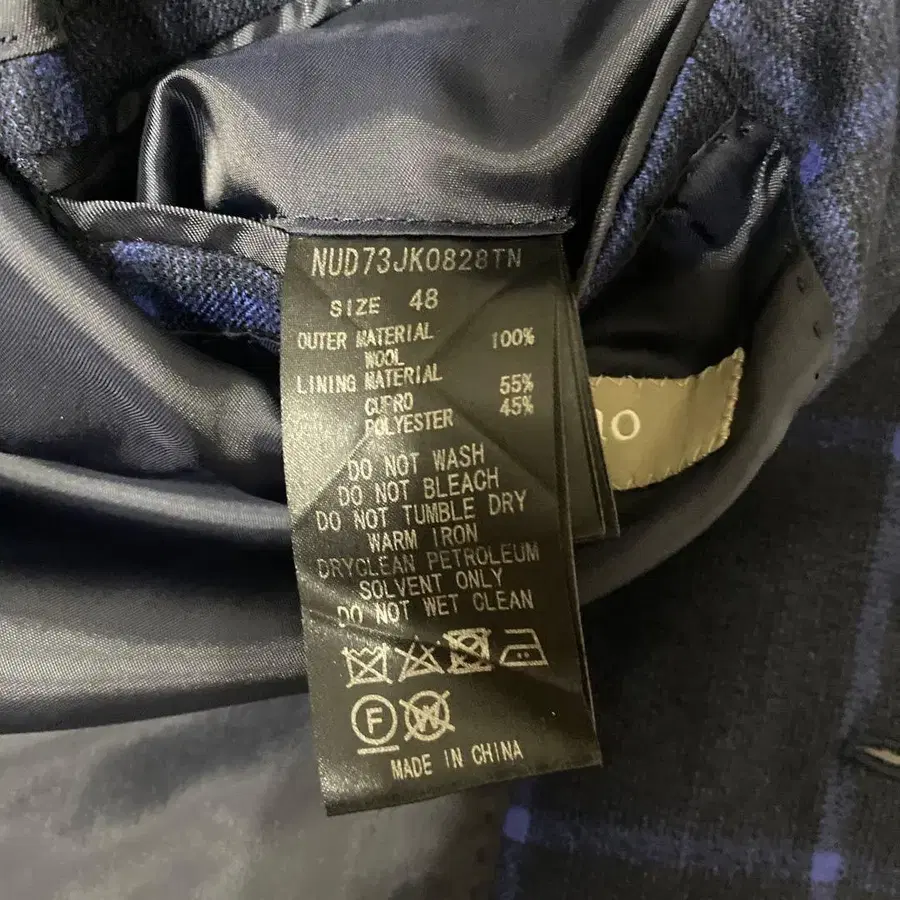 NUD73JK0828TN
SIZE 48
OUTER MATERIAL
WOOL 100%
LINING MATERIAL
CUPRO 55%
POLYESTER 45%
DO NOT WASH
DO NOT BLEACH
DO NOT TUMBLE DRY
WARM IRON
DRYCLEAN PETROLEUM
SOLVENT ONLY
DO NOT WET CLEAN
F W
MADE IN CHINA